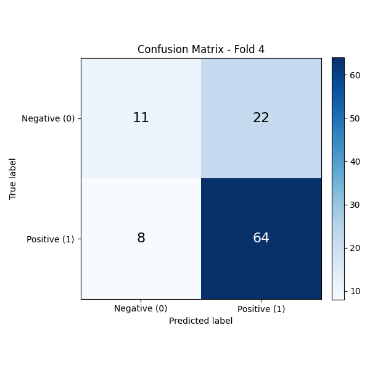 Confusion Matrix - Fold 4
True label
Negative (0)
11 22
Positive (1)
8 64
Negative (0) Positive (1)
Predicted label
60
50
40
30
20
10